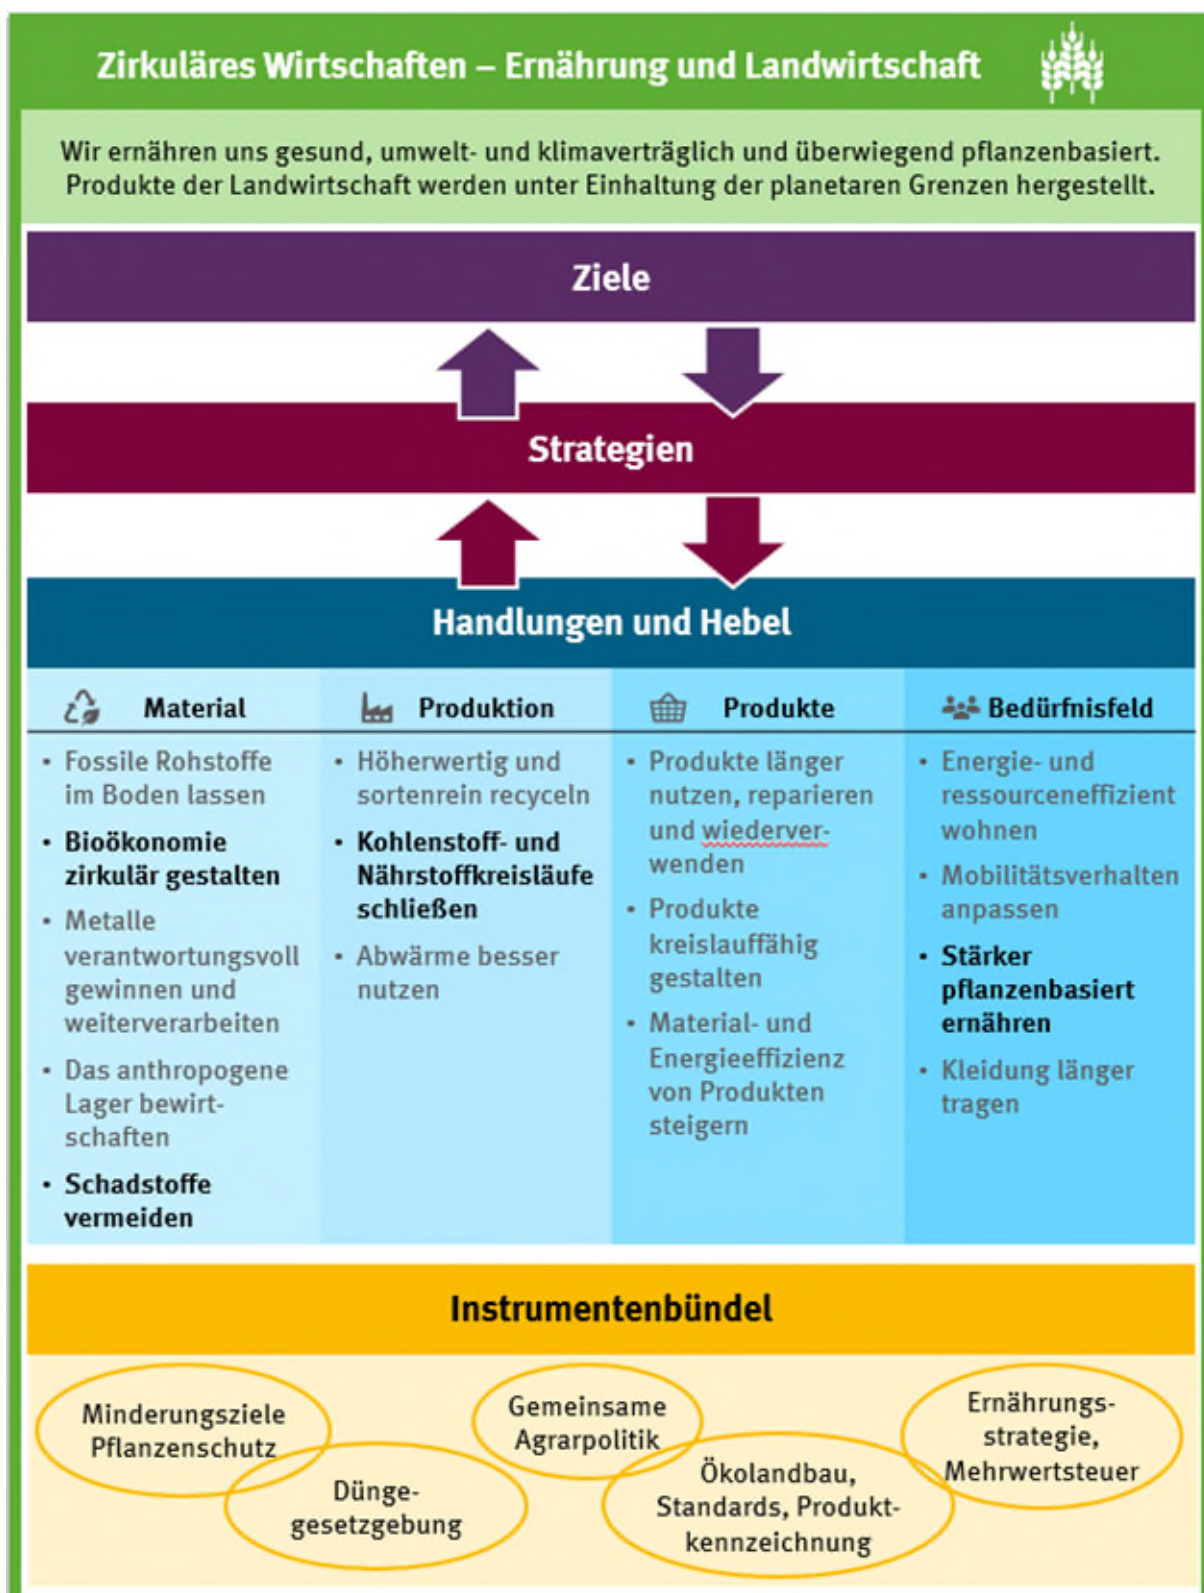 Zirkuläres Wirtschaften – Ernährung und Landwirtschaft
Wir ernähren uns gesund, umwelt- und klimaverträglich und überwiegend pflanzenbasiert.
Produkte der Landwirtschaft werden unter Einhaltung der planetaren Grenzen hergestellt.
Ziele
Strategien
Handlungen und Hebel
Material
• Fossile Rohstoffe
im Boden lassen
• Bioökonomie
zirkulär gestalten
• Metalle
verantwortungsvoll
gewinnen und
weiterverarbeiten
• Das anthropogene
Lager bewirt-
schaften
• Schadstoffe
vermeiden
Produktion
• Höherwertig und
sortenrein recyceln
• Kohlenstoff- und
Nährstoffkreisläufe
schließen
• Abwärme besser
nutzen
Produkte
• Produkte länger
nutzen, reparieren
und wiederver-
wenden
• Produkte
kreislauffähig
gestalten
• Material- und
Energieeffizienz
von Produkten
steigern
Bedürfnisfeld
• Energie- und
ressourceneffizient
wohnen
• Mobilitätsverhalten
anpassen
• Stärker
pflanzenbasiert
ernähren
• Kleidung länger
tragen
Instrumentenbündel
Minderungsziele
Pflanzenschutz
Dünge-
gesetzgebung
Gemeinsame
Agrarpolitik
Ökolandbau,
Standards, Produkt-
kennzeichnung
Ernährungs-
strategie,
Mehrwertsteuer